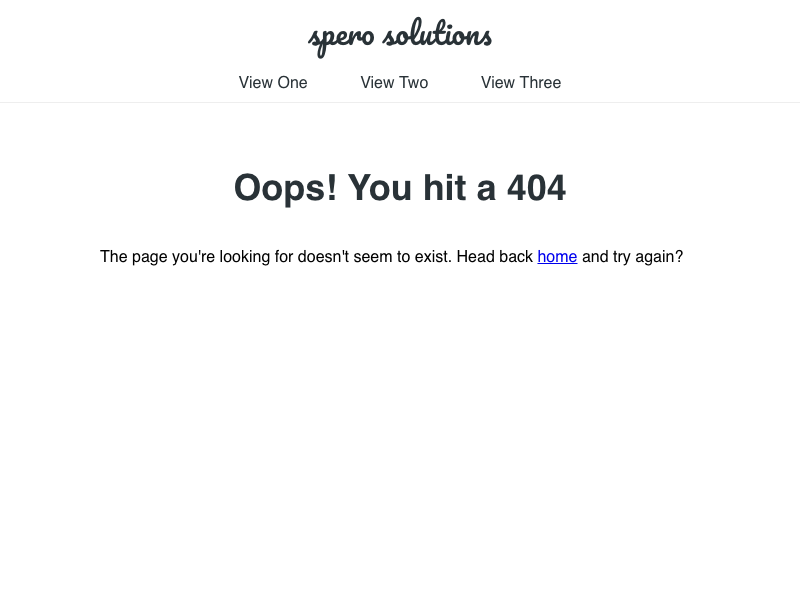 spero solutions
View One View Two View Three
Oops! You hit a 404
The page you're looking for doesn't seem to exist. Head back home and try again?